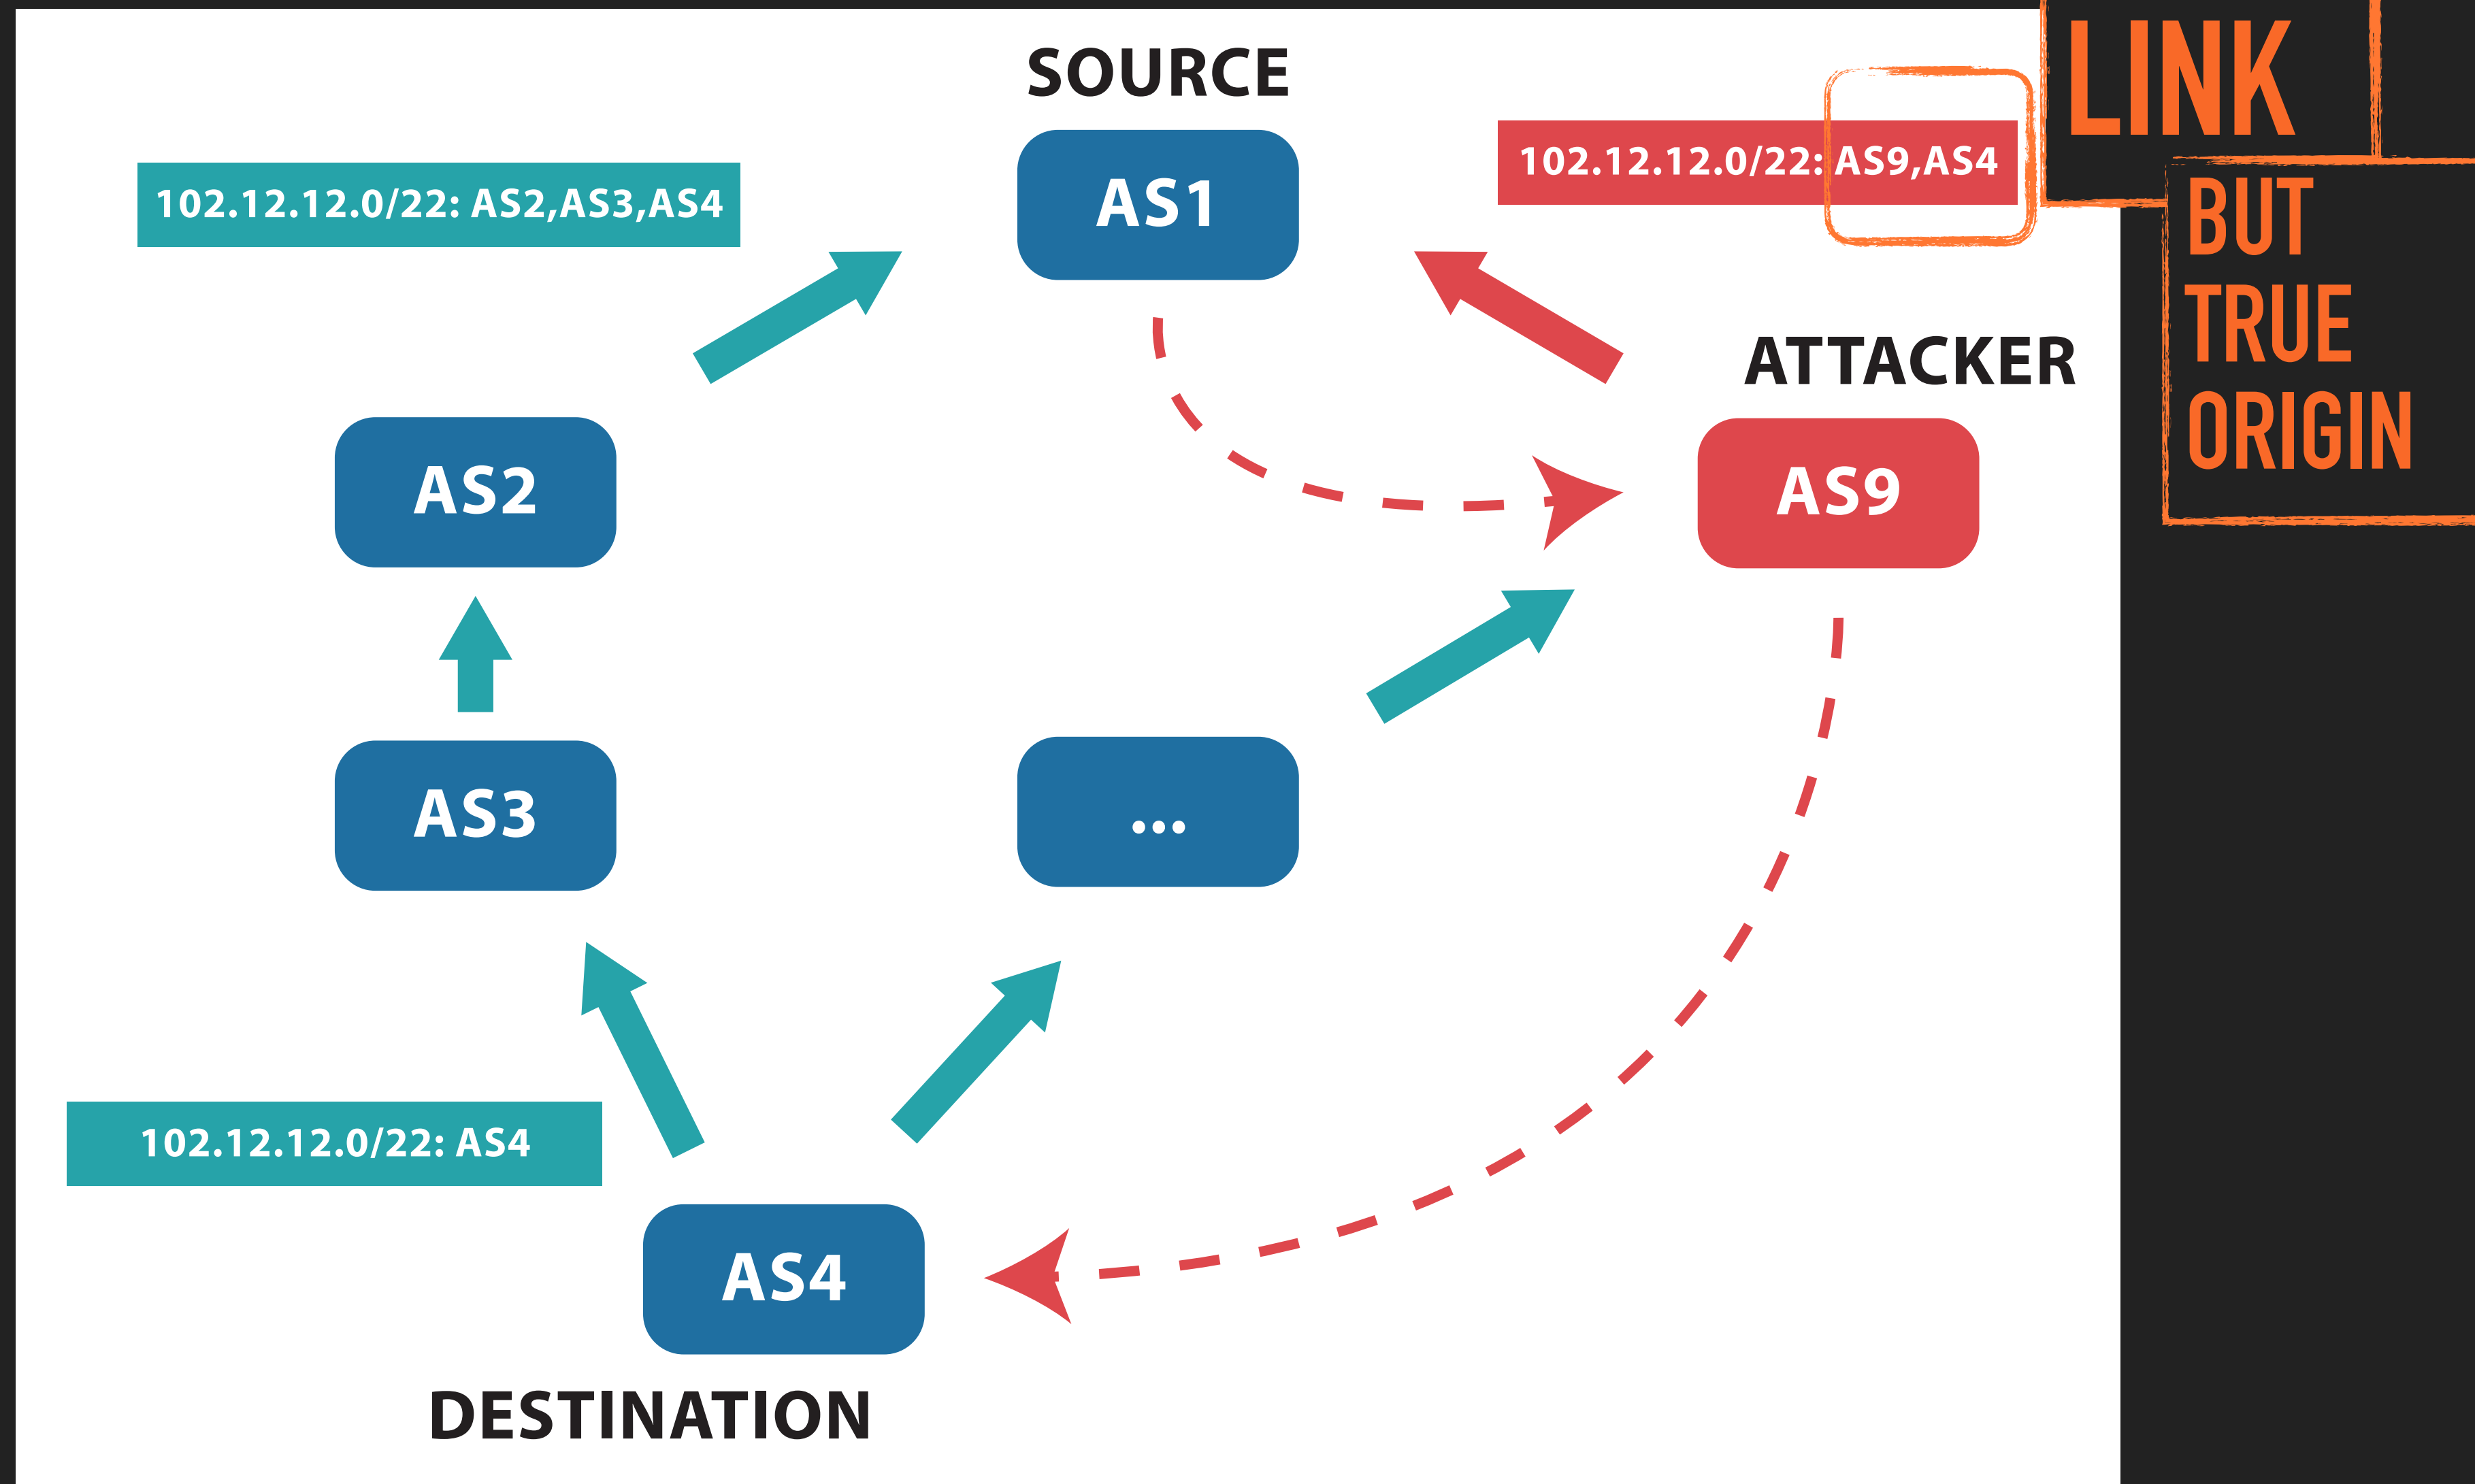 SOURCE
LINK
102.12.12.0/22: AS9,AS4
102.12.12.0/22: AS2,AS3,AS4
AS1
BUT
TRUE
ORIGIN
ATTACKER
AS2
AS9
AS3
...
102.12.12.0/22: AS4
AS4
DESTINATION